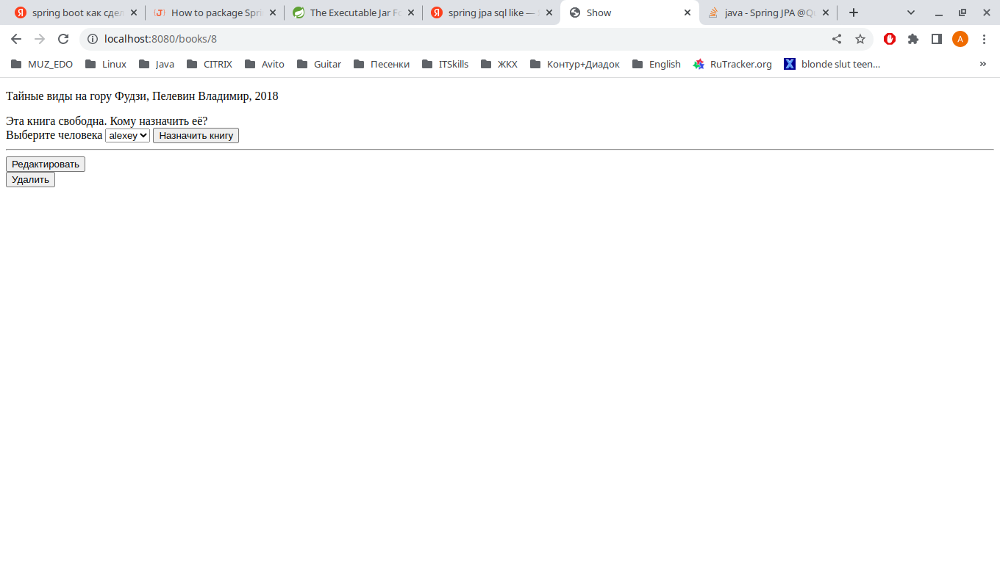 spring boot как сдел
How to package Spri
The Executable Jar Fo
spring jpa sql like —
Show
java - Spring JPA @Q
localhost:8080/books/8
A
MUZ_EDO
Linux
Java
CITRIX
Avito
Guitar
Песенки
ITSkills
ЖКХ
Контур+Диадок
English
RuTracker.org
blonde slut teen...
»
Тайные виды на гору Фудзи, Пелевин Владимир, 2018
Эта книга свободна. Кому назначить её?
Выберите человека alexey Назначить книгу
Редактировать
Удалить